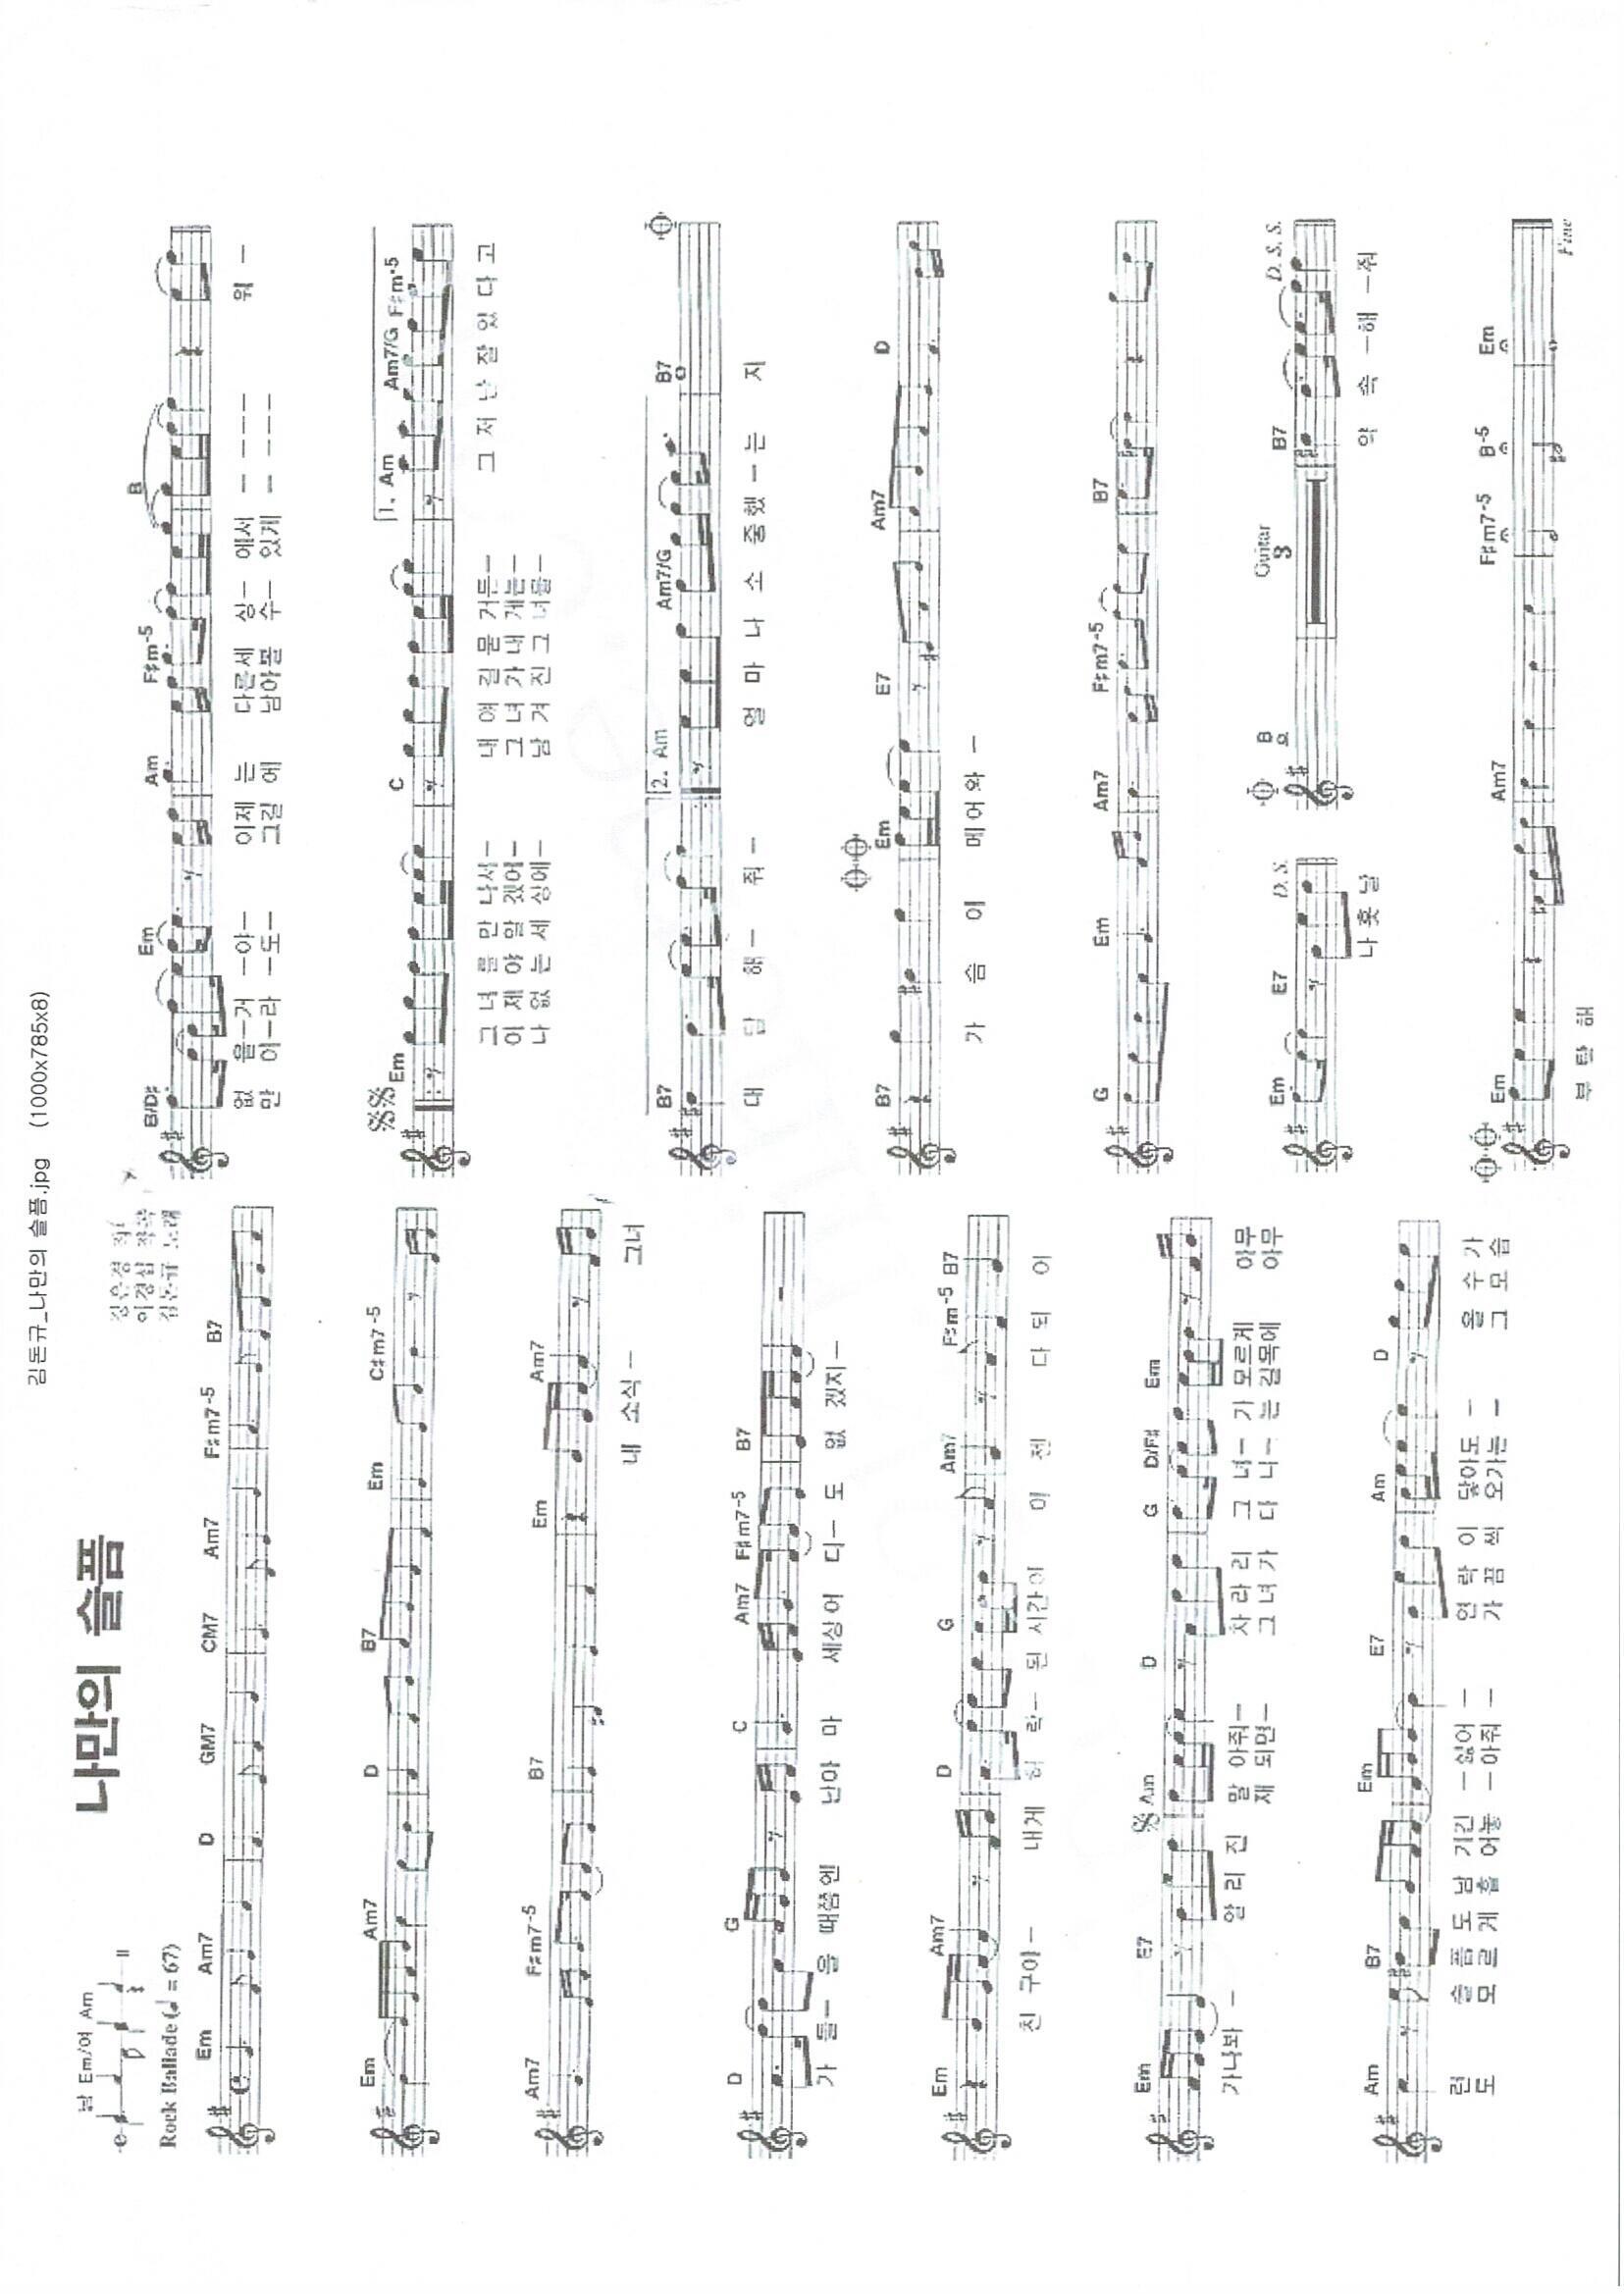 김돈규_나만의 슬픔.jpg (1000x785x8)
남 Em/여 Am
나만의 슬픔
김은경
이경섭 작곡
김돈규 노래
Rock Ballade (♩ = 67)
Em Am7 D GM7 CM7 Am7 F♯m7-5 B7
Em Am7 D B7 Em C♯m7-5
Am7 F♯m7-5 B7 Em Am7
내 소식 — 그녀
D G C Am7 F♯m7-5 B7
가 들— 을 때쯤엔 난아 마 세상어 디— 도 없 겠지—
Em Am7 D G Am7 F♯m-5 B7
친 구야— 내게 허 락— 된 시간이 이 젠 다 되 어
Em E7 Am D G D/F♯ Em
가나봐 — 알 리 진 말 아줘— 차 라 리 그 녀— 가 모르게 아무
재 되면— 그 녀 가 다 니— 는 길목에 아무
Am B7 Em E7 Am D
런 슬 픔 도 남 기긴 —싫어 — 연 락 이 닿아도 — 올 수 가
도 모 르 게 흩 어놓 —아줘 — 가 끔 씩 오가는 — 그 모 습
B/D♯ Em Am F♯m-5 B
없 을—거 —야— 이제 는 다른세 상— 에서 — — — — 워 —
만 이—라 —도— 그길 에 남아볼 수— 있게 — — — —
Em C 1. Am Am7/G F♯m-5
그 녀 를 만 나서— 내 얘 길 묻 거든— 그 저 난 잘 있 다 고
이 제 야 알 겠어— 그 녀 가 내 게는—
나 없 는 세 상에— 남 겨 진 그 녀를—
B7 2. Am Am7/G B7
대 답 해— 줘— 얼 마 나 소 중했 —는 지
B7 Em E7 Am7 D
가 슴 이 메어와 —
G Em Am7 F♯m7-5 B7
Em E7 D. S. B Guitar 3 B7 D. S. S.
나 훗 날 약 속 —해 —줘
Em Am7 F♯m7-5 B-5 Em
Fine
부 탁 해